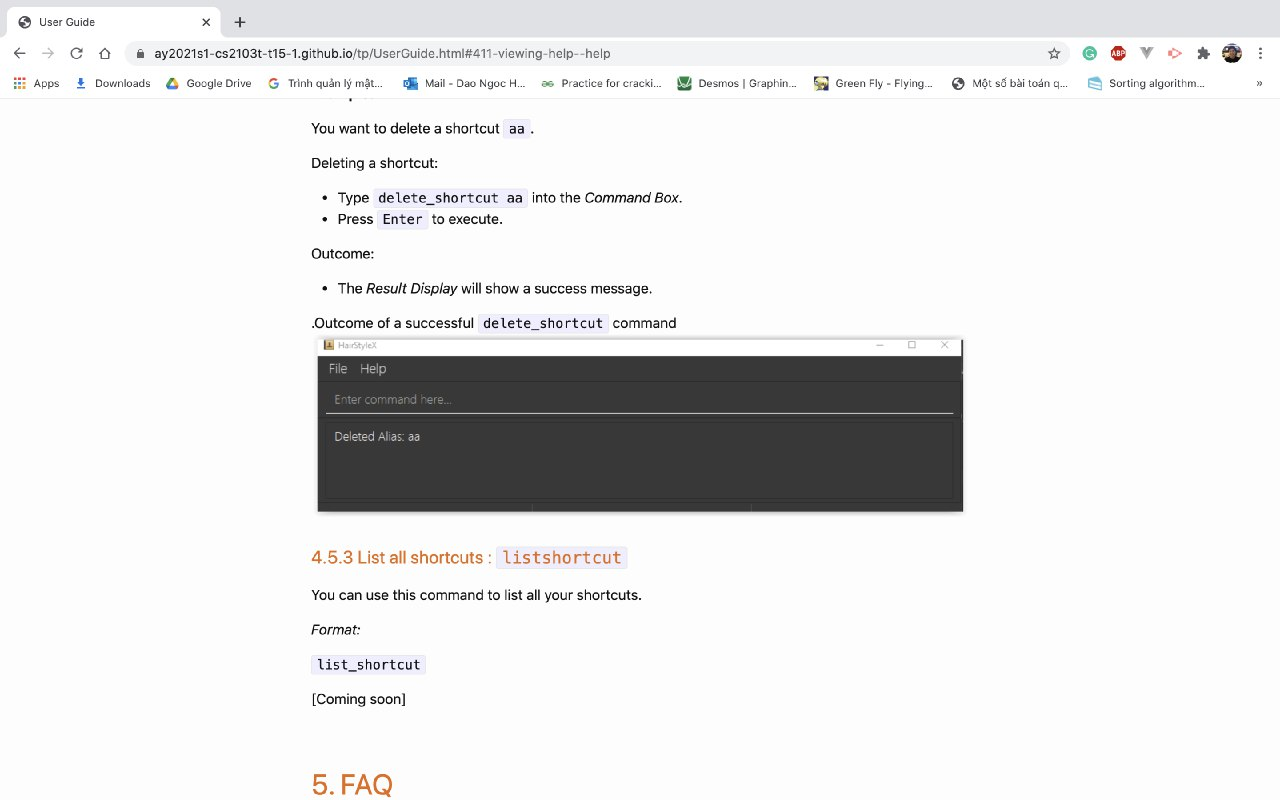 User Guide
ay2021s1-cs2103t-t15-1.github.io/tp/UserGuide.html#411-viewing-help--help
ABP
Apps Downloads Google Drive Trình quản lý mật... Mail - Dao Ngoc H... Practice for cracki... Desmos | Graphin... Green Fly - Flying... Một số bài toán q... Sorting algorithm... »
You want to delete a shortcut aa.
Deleting a shortcut:
• Type delete_shortcut aa into the Command Box.
• Press Enter to execute.
Outcome:
• The Result Display will show a success message.
.Outcome of a successful delete_shortcut command
HairStyleX
File Help
Enter command here...
Deleted Alias: aa
4.5.3 List all shortcuts : listshortcut
You can use this command to list all your shortcuts.
Format:
list_shortcut
[Coming soon]
5. FAQ